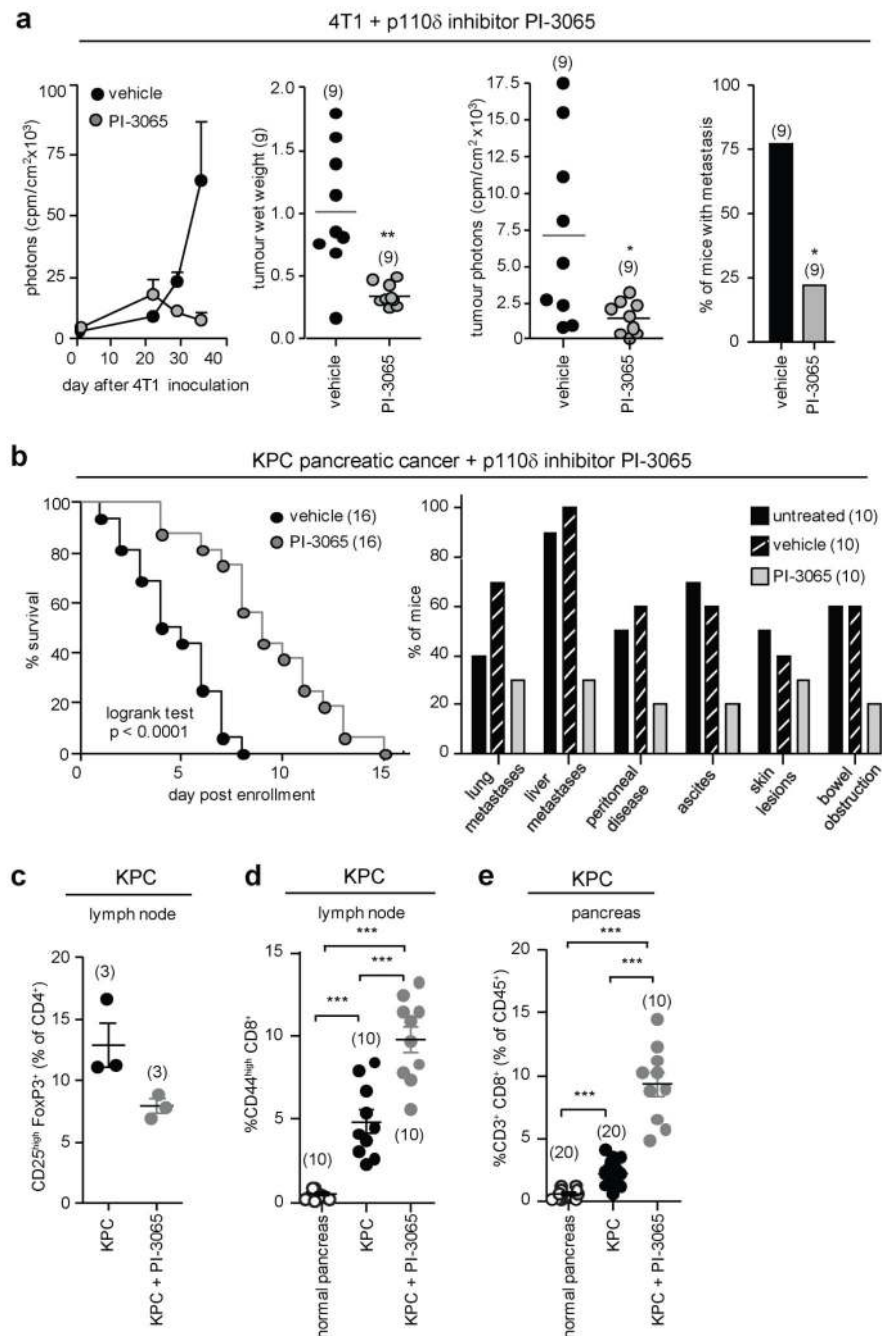 a
4T1 + p110δ inhibitor PI-3065
photons (cpm/cm²x10³)
100
75
50
25
0
vehicle
PI-3065
0 10 20 30 40
day after 4T1 inoculation
tumour wet weight (g)
2.0
1.5
1.0
0.5
0
(9)
**
(9)
vehicle
PI-3065
tumour photons (cpm/cm² x10³)
17.5
12.5
7.5
2.5
0
(9)
*
(9)
vehicle
PI-3065
% of mice with metastasis
100
75
50
25
0
(9)
*
(9)
vehicle
PI-3065
b
KPC pancreatic cancer + p110δ inhibitor PI-3065
% survival
100
80
60
40
20
0
vehicle (16)
PI-3065 (16)
logrank test
p < 0.0001
0 5 10 15
day post enrollment
% of mice
100
80
60
40
20
0
untreated (10)
vehicle (10)
PI-3065 (10)
lung
metastases
liver
metastases
peritoneal
disease
ascites
skin
lesions
bowel
obstruction
c
KPC
lymph node
CD25ʰⁱᵍʰ FoxP3⁺ (% of CD4⁺)
20
15
10
5
0
(3)
(3)
KPC
KPC + PI-3065
d
KPC
lymph node
%CD44ʰⁱᵍʰ CD8⁺
15
10
5
0
***
***
***
(10)
(10)
(10)
normal pancreas
KPC
KPC + PI-3065
e
KPC
pancreas
%CD3⁺ CD8⁺ (% of CD45⁺)
20
15
10
5
0
***
***
***
(10)
(20)
(20)
normal pancreas
KPC
KPC + PI-3065